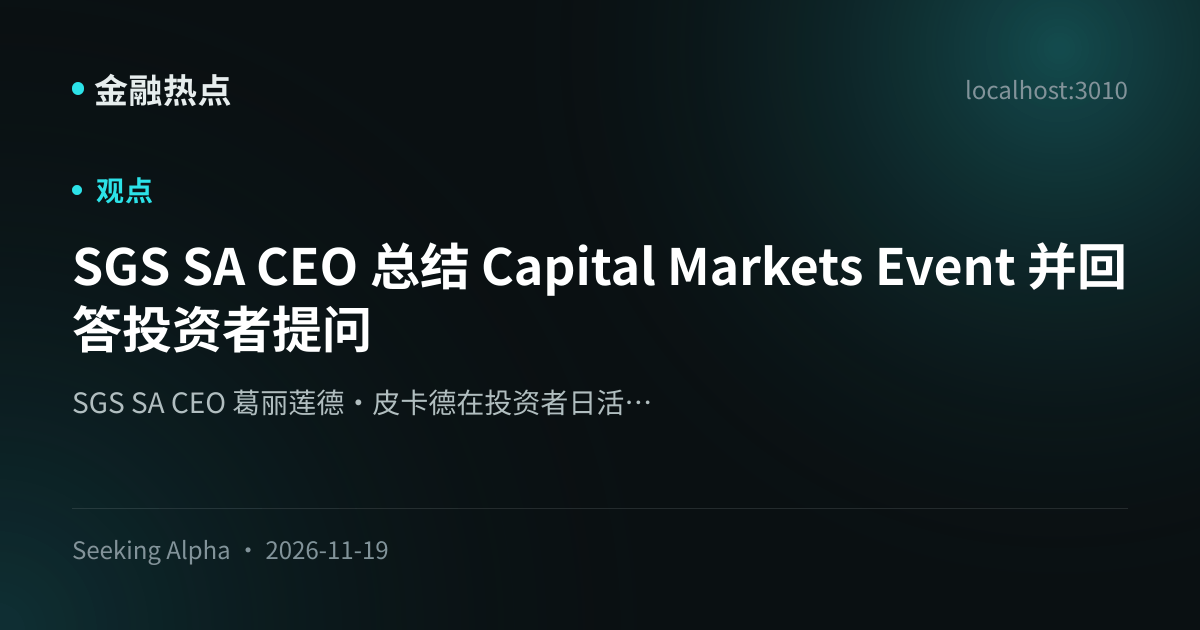 金融热点
localhost:3010
观点
SGS SA CEO 总结 Capital Markets Event 并回
答投资者提问
SGS SA CEO 葛丽莲德·皮卡德在投资者日活…
Seeking Alpha · 2026-11-19